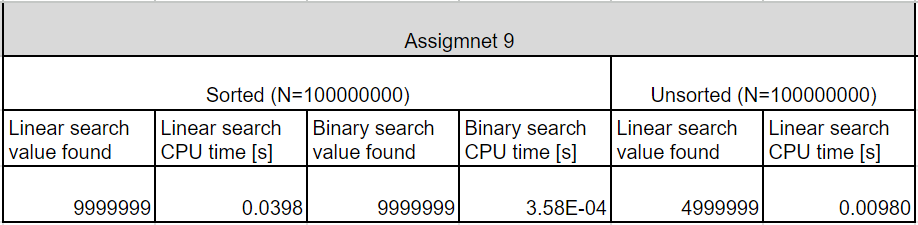 Assigmnet 9
Sorted (N=100000000) Unsorted (N=100000000)
Linear search value found Linear search CPU time [s] Binary search value found Binary search CPU time [s] Linear search value found Linear search CPU time [s]
9999999 0.0398 9999999 3.58E-04 4999999 0.00980